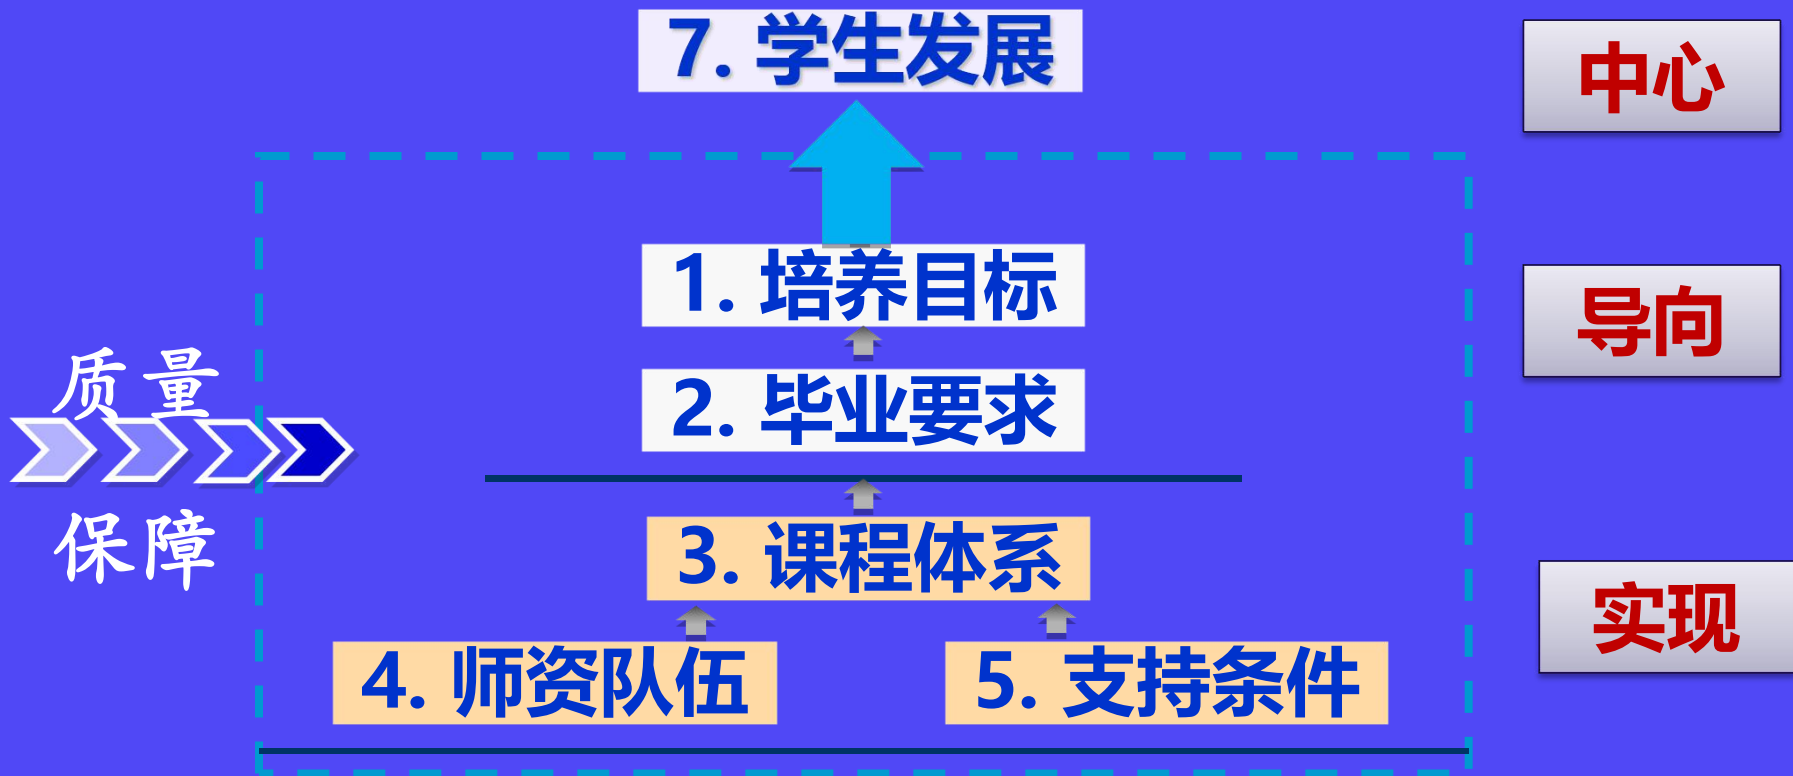 7. 学生发展
中心
1. 培养目标
导向
2. 毕业要求
质量
保障
3. 课程体系
实现
4. 师资队伍
5. 支持条件